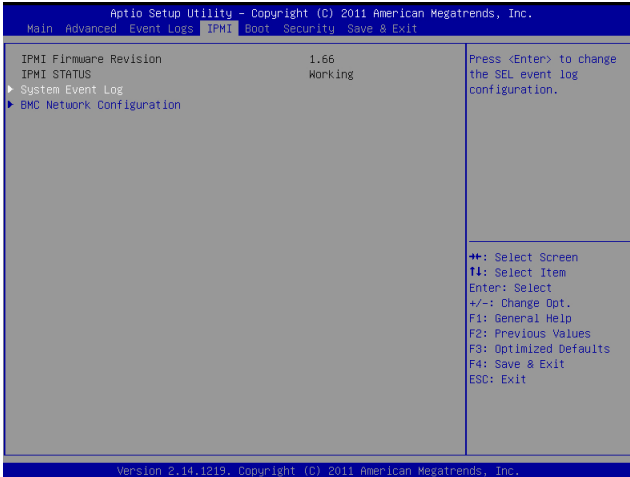 Aptio Setup Utility – Copyright (C) 2011 American Megatrends, Inc.
Main Advanced Event Logs IPMI Boot Security Save & Exit
IPMI Firmware Revision 1.66
IPMI STATUS Working
▶ System Event Log
▶ BMC Network Configuration
Press <Enter> to change
the SEL event log
configuration.
→←: Select Screen
↑↓: Select Item
Enter: Select
+/-: Change Opt.
F1: General Help
F2: Previous Values
F3: Optimized Defaults
F4: Save & Exit
ESC: Exit
Version 2.14.1219. Copyright (C) 2011 American Megatrends, Inc.